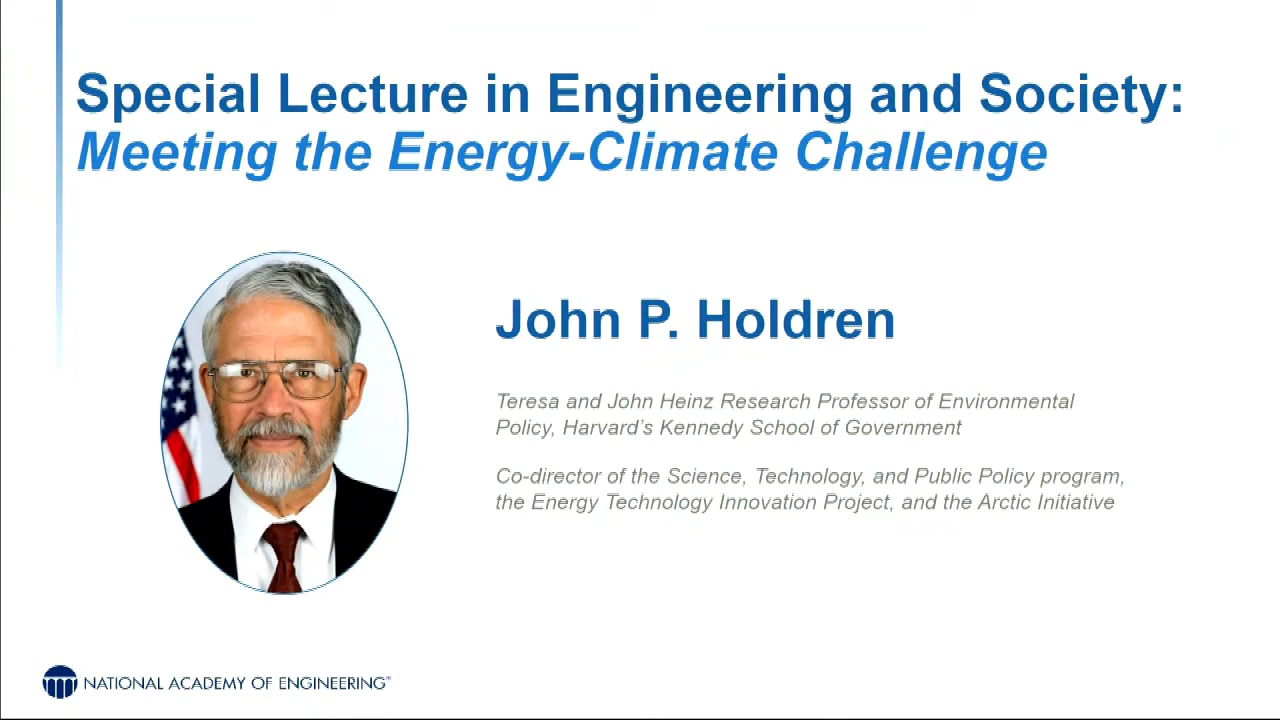 Special Lecture in Engineering and Society:
Meeting the Energy-Climate Challenge
John P. Holdren
Teresa and John Heinz Research Professor of Environmental
Policy, Harvard’s Kennedy School of Government
Co-director of the Science, Technology, and Public Policy program,
the Energy Technology Innovation Project, and the Arctic Initiative
NATIONAL ACADEMY OF ENGINEERING®